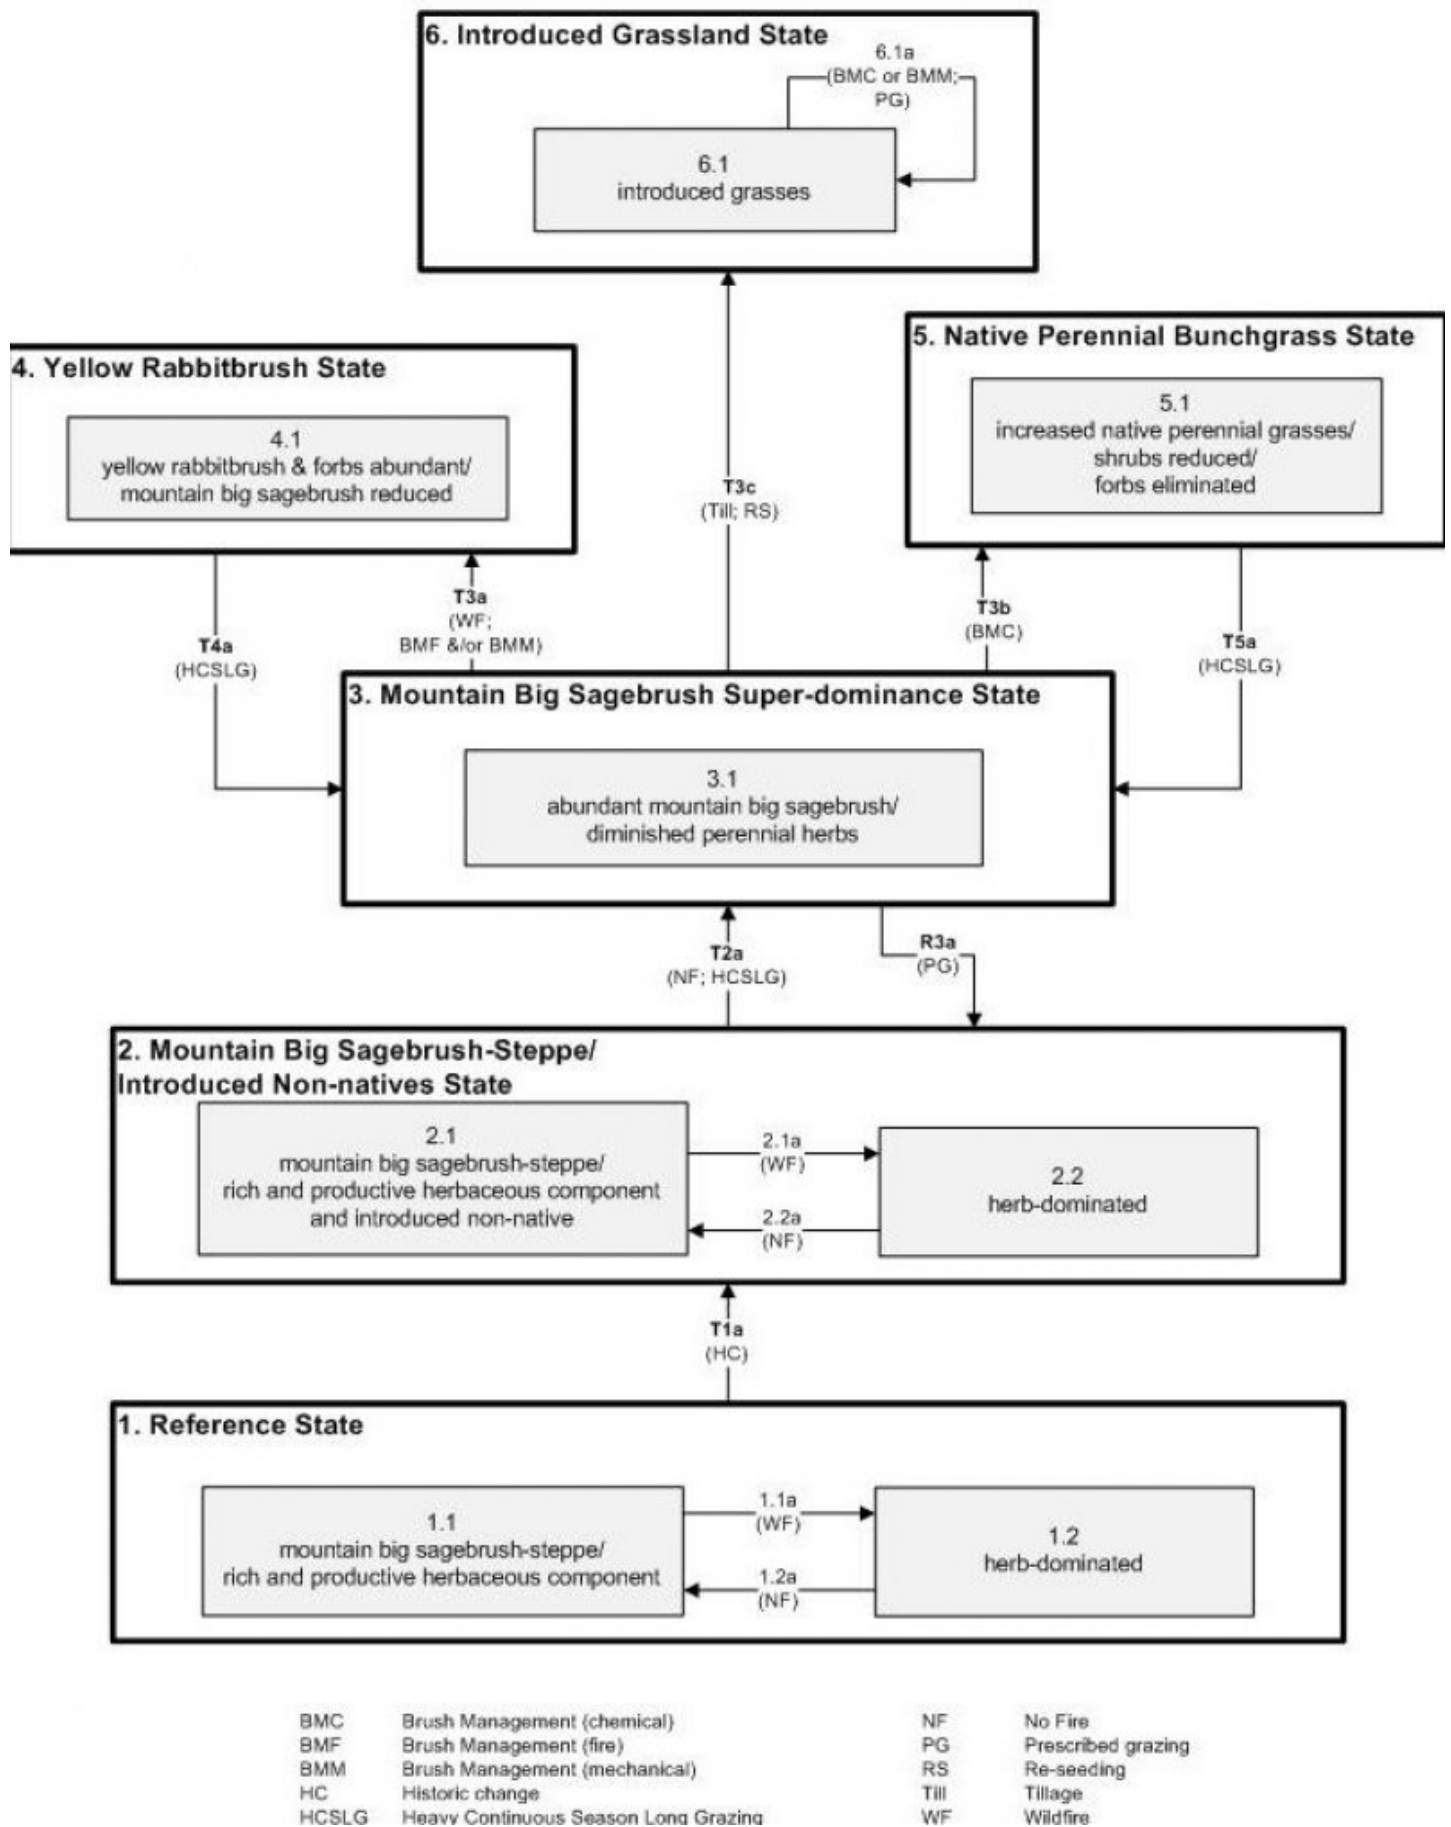 6. Introduced Grassland State
6.1a
(BMC or BMM;
PG)
6.1
introduced grasses
4. Yellow Rabbitbrush State
4.1
yellow rabbitbrush & forbs abundant/
mountain big sagebrush reduced
5. Native Perennial Bunchgrass State
5.1
increased native perennial grasses/
shrubs reduced/
forbs eliminated
T3c
(Till; RS)
T4a
(HCSLG)
T3a
(WF;
BMF &/or BMM)
T3b
(BMC)
T5a
(HCSLG)
3. Mountain Big Sagebrush Super-dominance State
3.1
abundant mountain big sagebrush/
diminished perennial herbs
T2a
(NF; HCSLG)
R3a
(PG)
2. Mountain Big Sagebrush-Steppe/
Introduced Non-natives State
2.1
mountain big sagebrush-steppe/
rich and productive herbaceous component
and introduced non-native
2.1a
(WF)
2.2a
(NF)
2.2
herb-dominated
T1a
(HC)
1. Reference State
1.1
mountain big sagebrush-steppe/
rich and productive herbaceous component
1.1a
(WF)
1.2a
(NF)
1.2
herb-dominated
BMC Brush Management (chemical)
BMF Brush Management (fire)
BMM Brush Management (mechanical)
HC Historic change
HCSLG Heavy Continuous Season Long Grazing
NF No Fire
PG Prescribed grazing
RS Re-seeding
Till Tillage
WF Wildfire